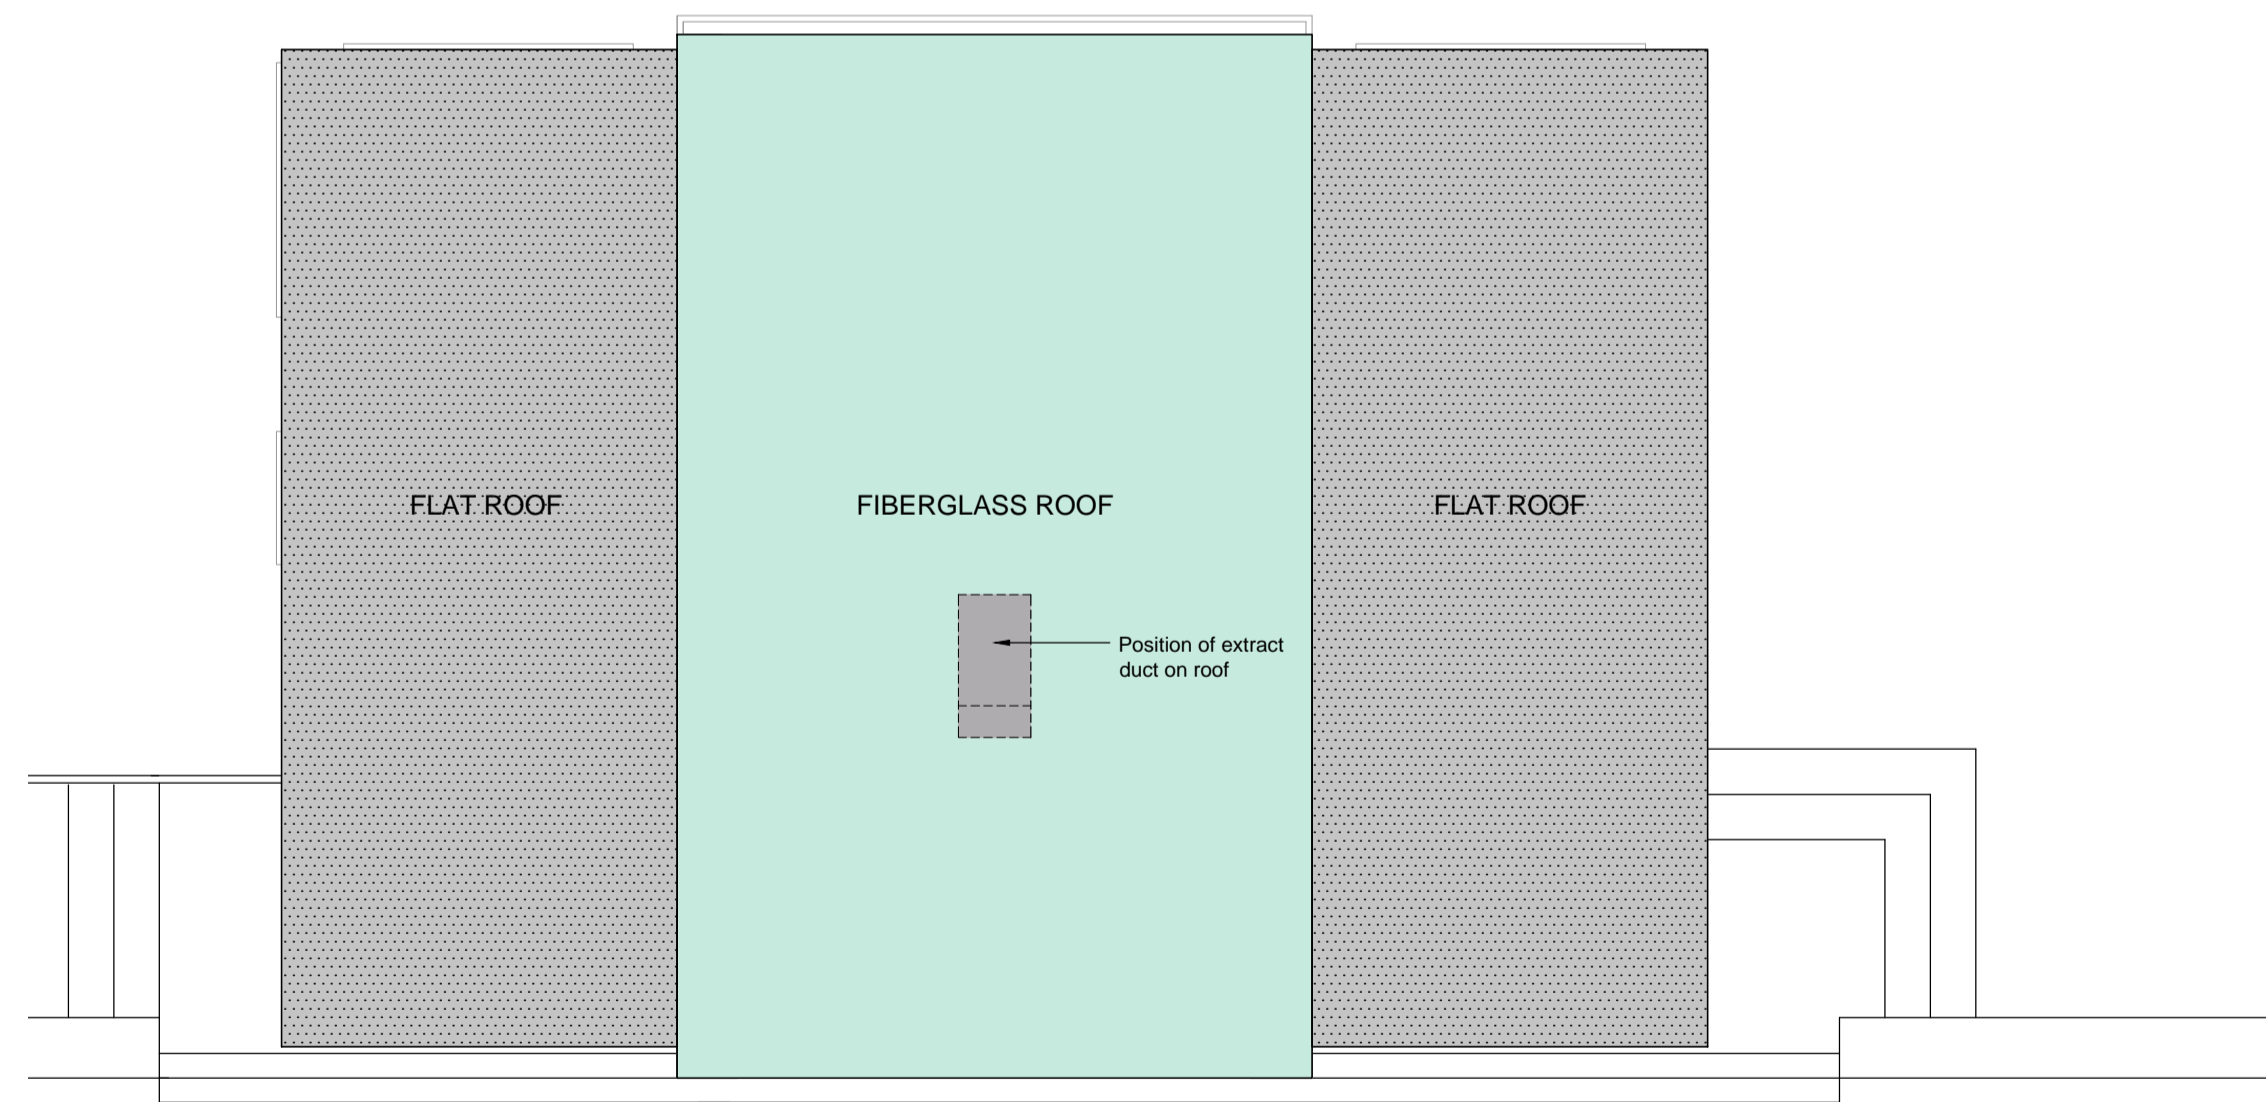 FLAT ROOF
FIBERGLASS ROOF
FLAT ROOF
Position of extract
duct on roof